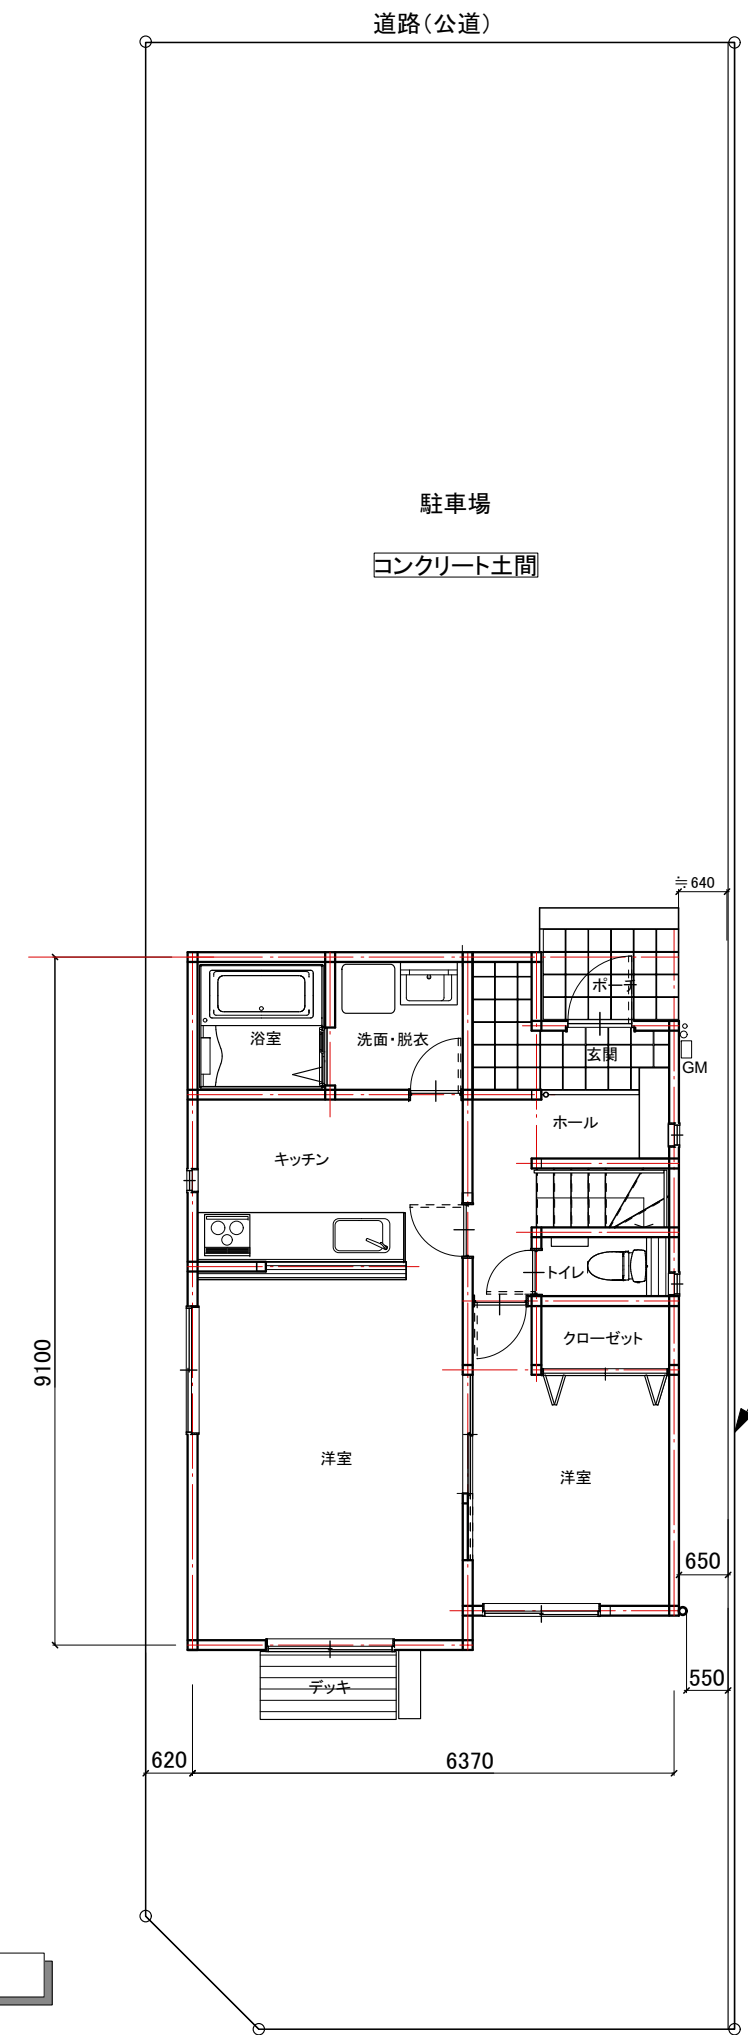 道路(公道)
駐車場
コンクリート土間
≒640
ポーチ
浴室
洗面・脱衣
玄関
GM
ホール
キッチン
トイレ
クローゼット
9100
洋室
洋室
650
550
デッキ
620
6370